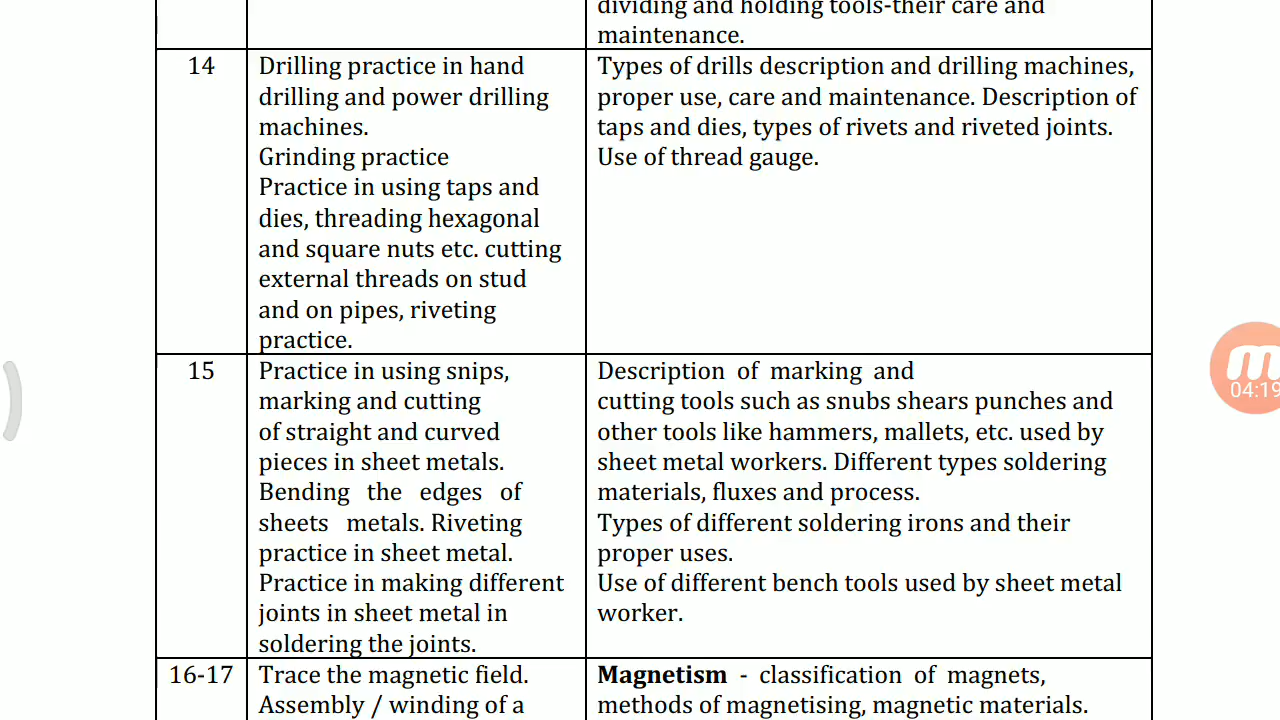 dividing and holding tools-their care and
maintenance.
14
Drilling practice in hand
drilling and power drilling
machines.
Grinding practice
Practice in using taps and
dies, threading hexagonal
and square nuts etc. cutting
external threads on stud
and on pipes, riveting
practice.
Types of drills description and drilling machines,
proper use, care and maintenance. Description of
taps and dies, types of rivets and riveted joints.
Use of thread gauge.
15
Practice in using snips,
marking and cutting
of straight and curved
pieces in sheet metals.
Bending the edges of
sheets metals. Riveting
practice in sheet metal.
Practice in making different
joints in sheet metal in
soldering the joints.
Description of marking and
cutting tools such as snubs shears punches and
other tools like hammers, mallets, etc. used by
sheet metal workers. Different types soldering
materials, fluxes and process.
Types of different soldering irons and their
proper uses.
Use of different bench tools used by sheet metal
worker.
16-17
Trace the magnetic field.
Assembly / winding of a
Magnetism - classification of magnets,
methods of magnetising, magnetic materials.
04:19